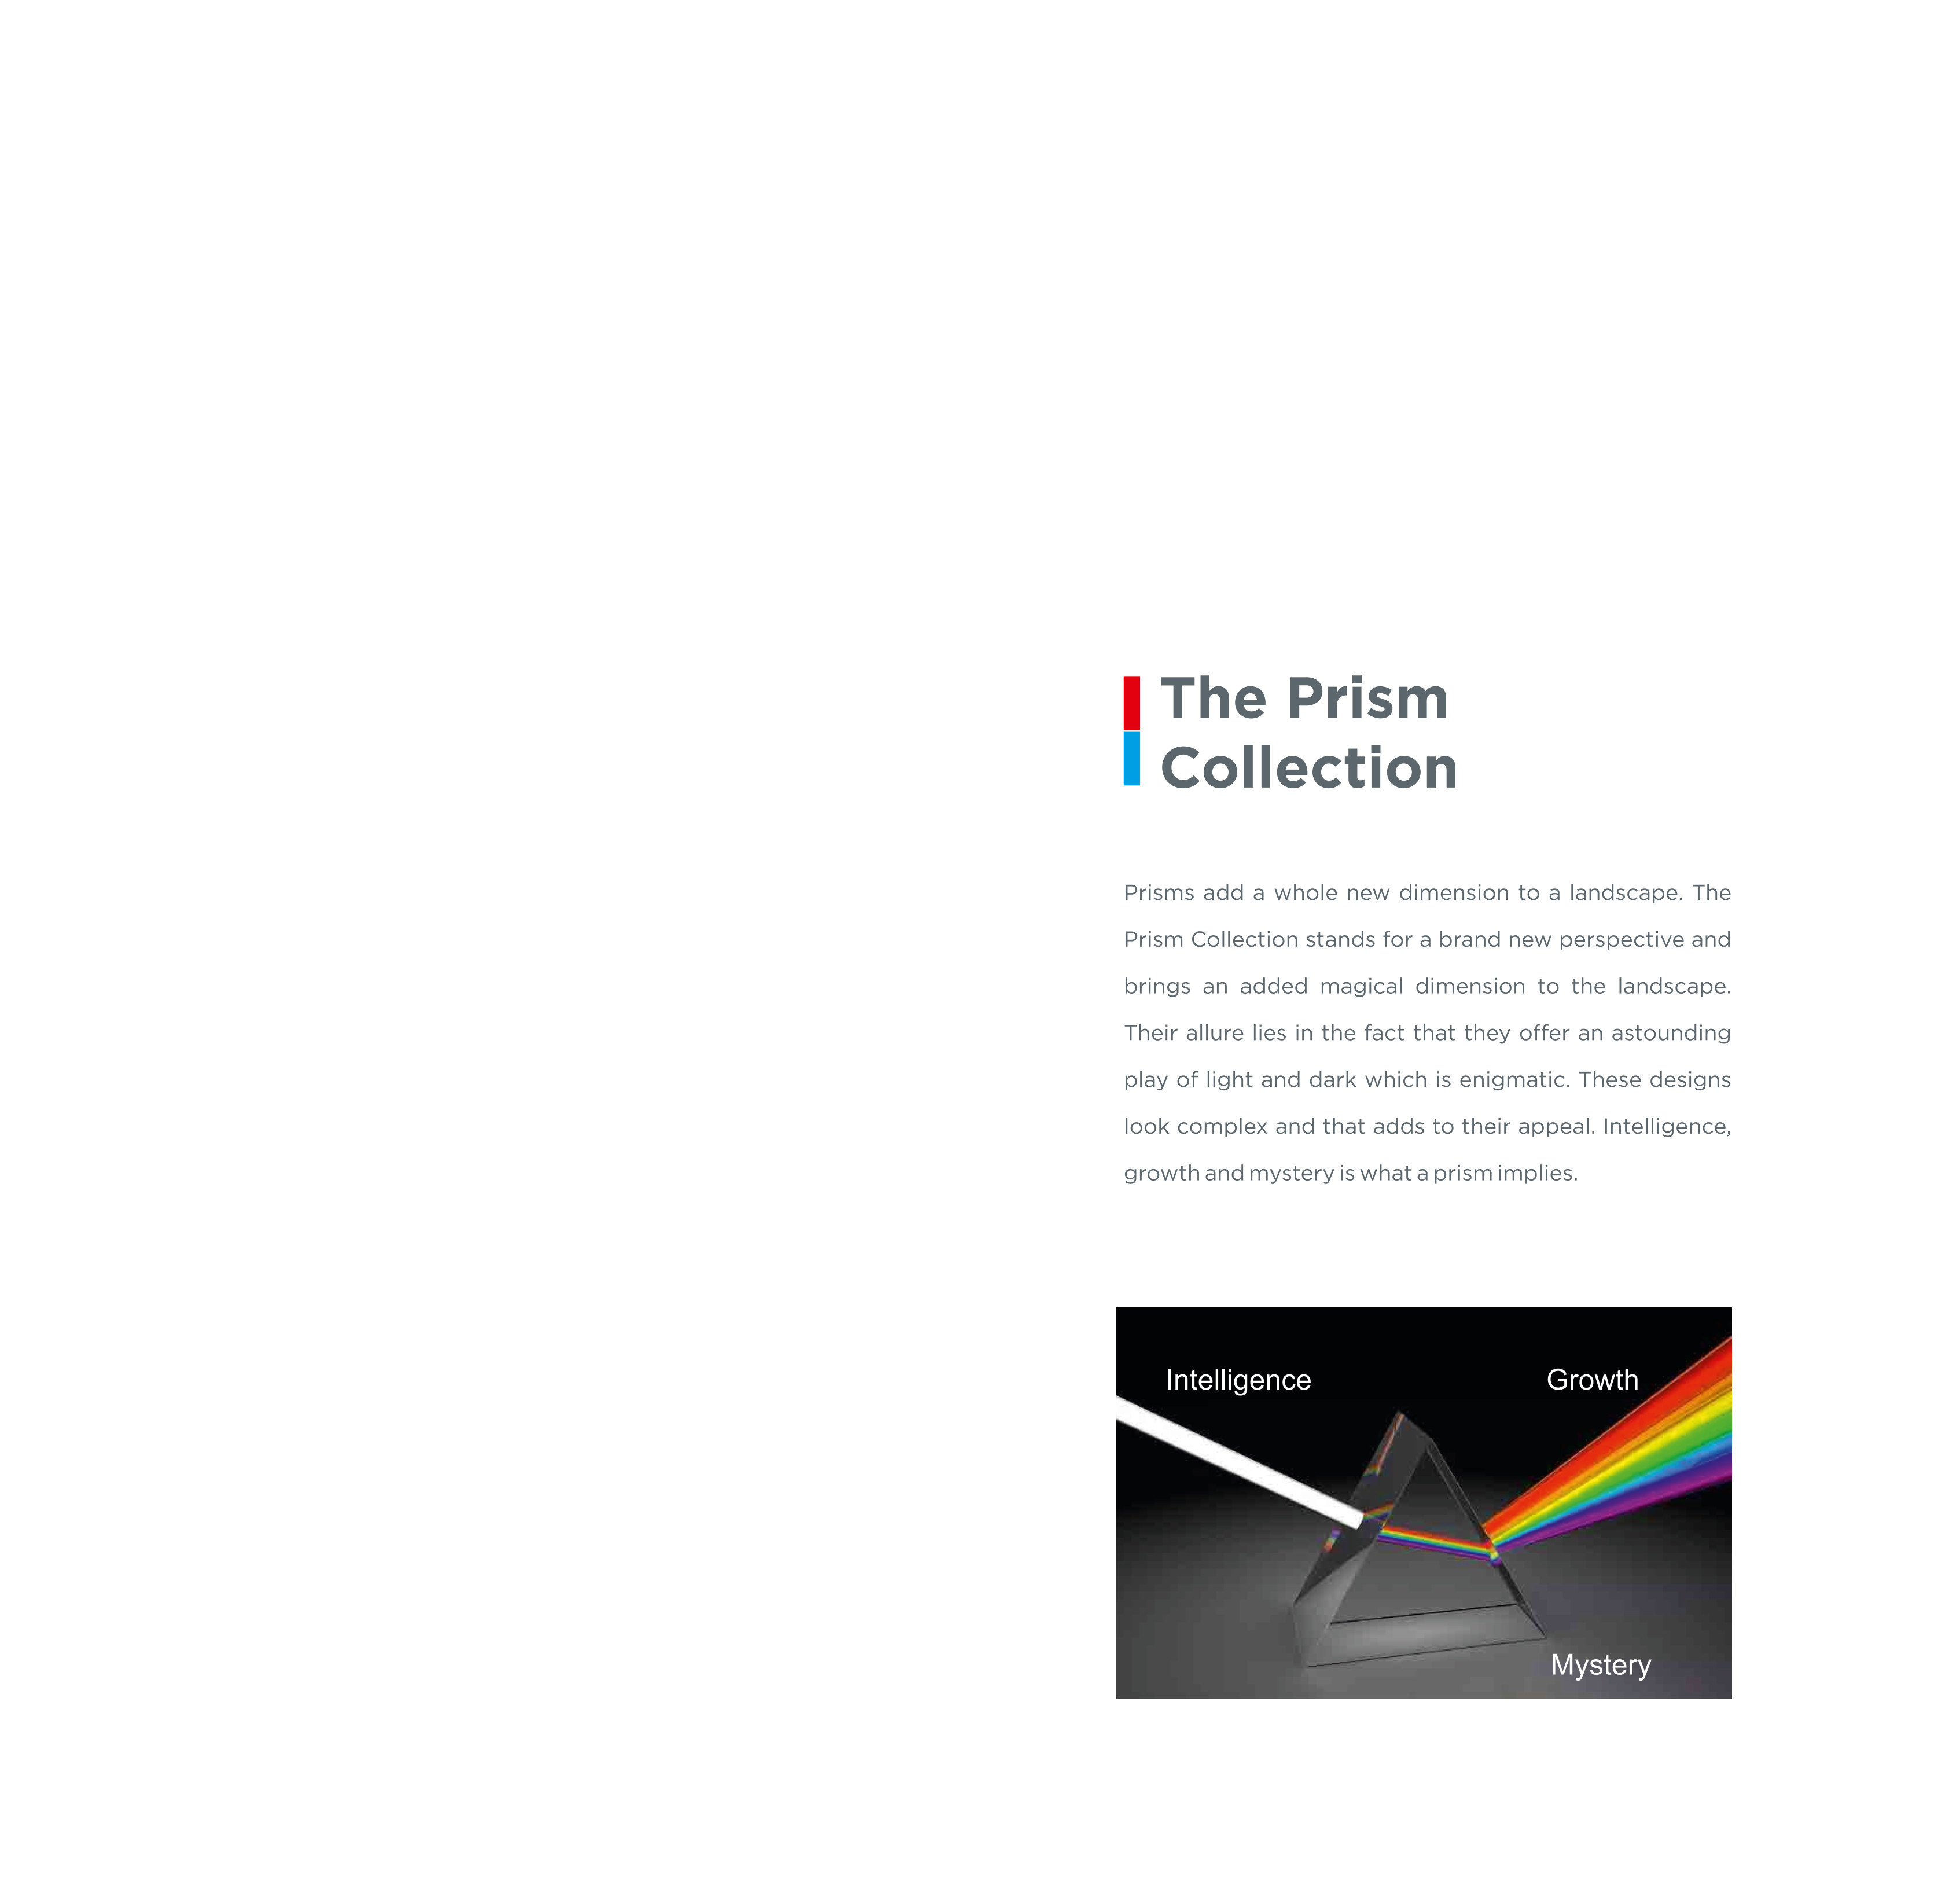 The Prism
Collection
Prisms add a whole new dimension to a landscape. The
Prism Collection stands for a brand new perspective and
brings an added magical dimension to the landscape.
Their allure lies in the fact that they offer an astounding
play of light and dark which is enigmatic. These designs
look complex and that adds to their appeal. Intelligence,
growth and mystery is what a prism implies.
Intelligence
Growth
Mystery